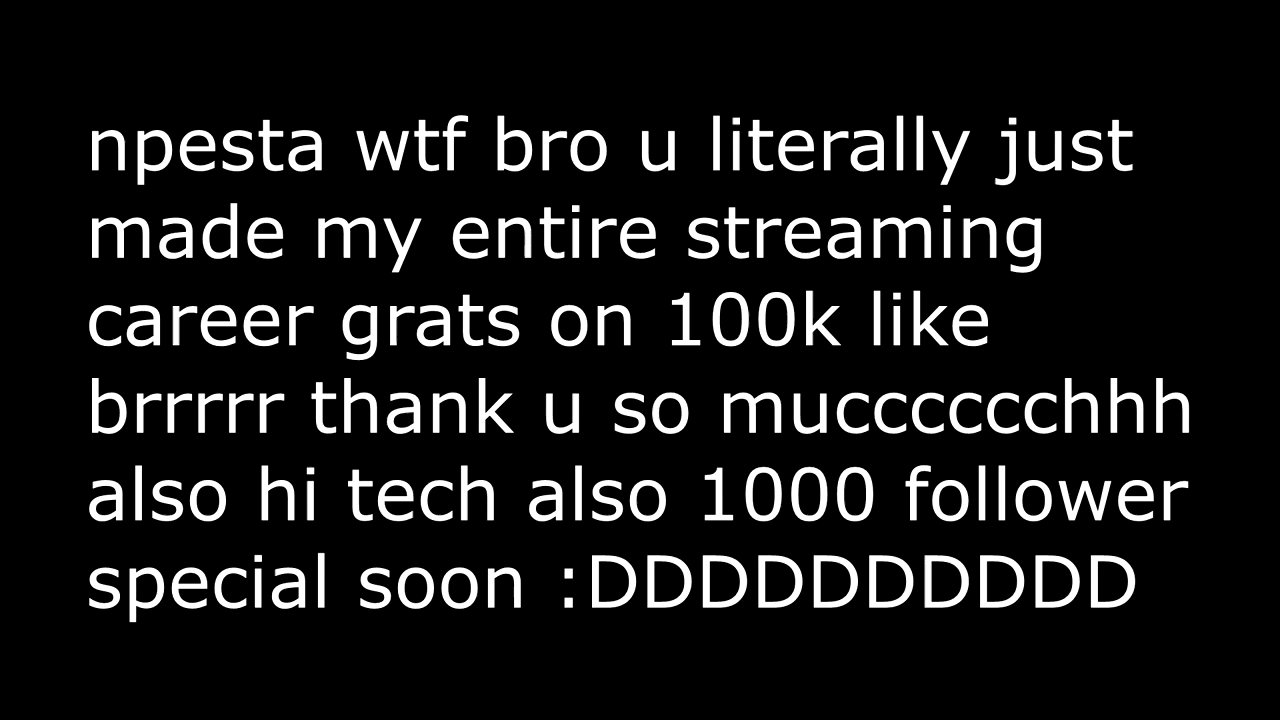 npesta wtf bro u literally just
made my entire streaming
career grats on 100k like
brrrrr thank u so mucccccchhh
also hi tech also 1000 follower
special soon :DDDDDDDDDD